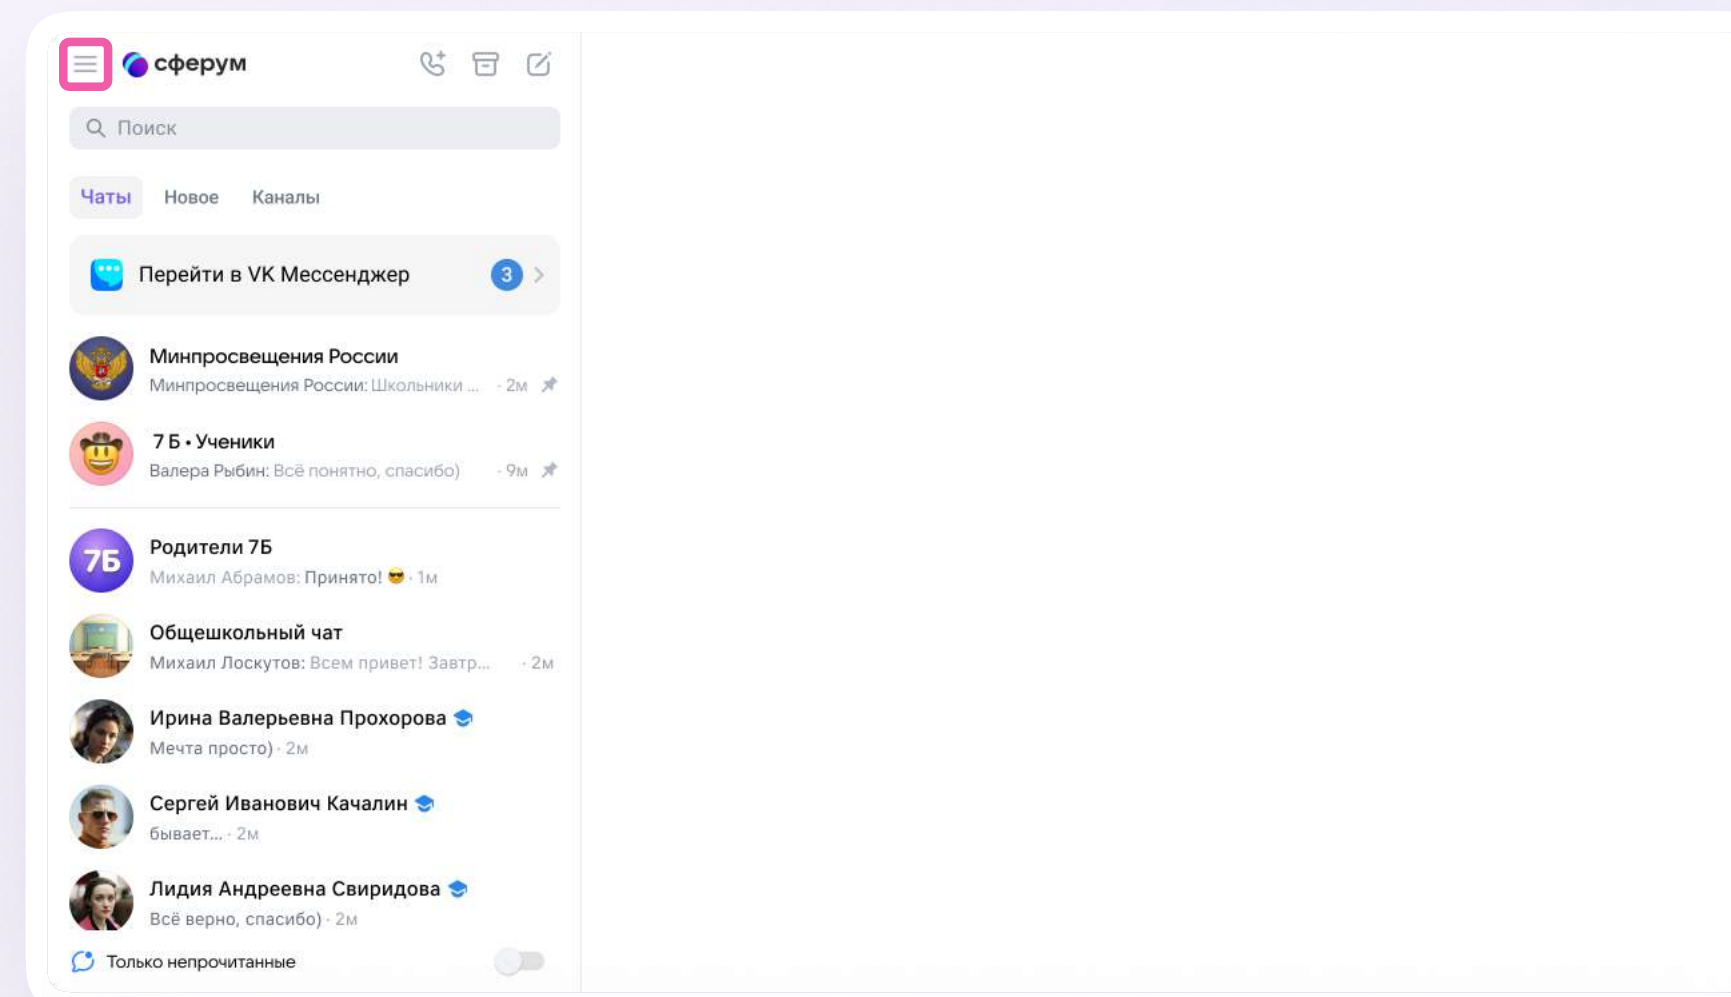 сферум
Поиск
Чаты Новое Каналы
Перейти в VK Мессенджер 3
Минпросвещения России
Минпросвещения России: Школьники ... · 2м
7 Б • Ученики
Валера Рыбин: Всё понятно, спасибо) · 9м
7Б
Родители 7Б
Михаил Абрамов: Принято! 😎 · 1м
Общешкольный чат
Михаил Лоскутов: Всем привет! Завтр... · 2м
Ирина Валерьевна Прохорова
Мечта просто) · 2м
Сергей Иванович Качалин
бывает... · 2м
Лидия Андреевна Свиридова
Всё верно, спасибо) · 2м
Только непрочитанные